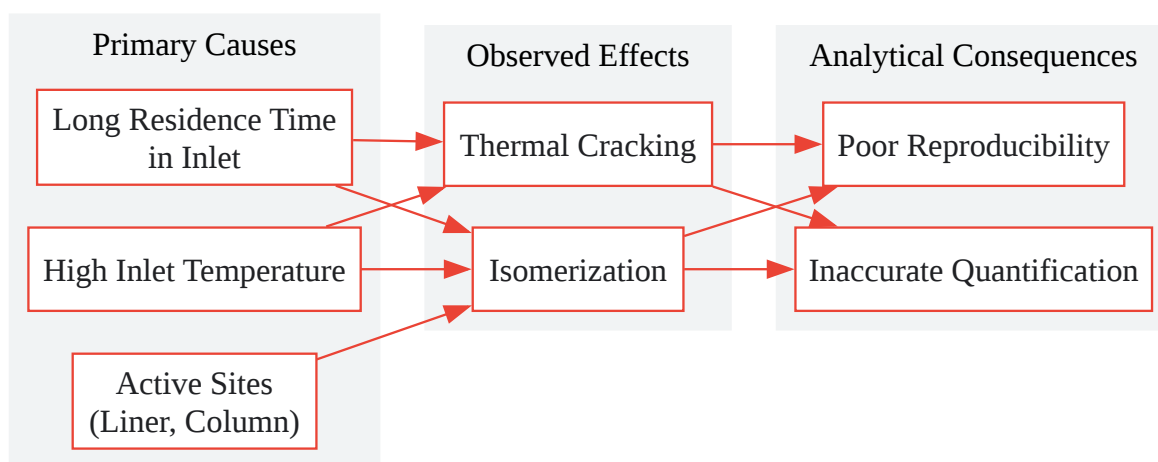 Primary Causes
Long Residence Time
in Inlet
High Inlet Temperature
Active Sites
(Liner, Column)
Observed Effects
Thermal Cracking
Isomerization
Analytical Consequences
Poor Reproducibility
Inaccurate Quantification